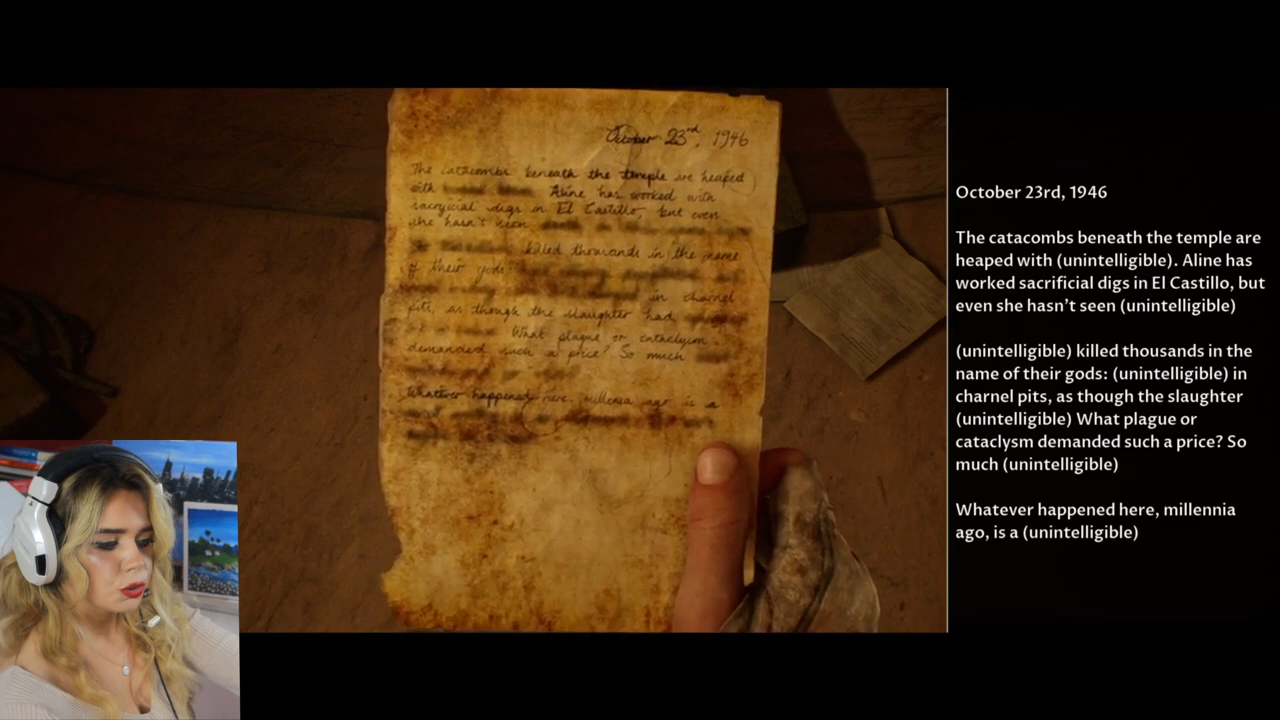 October 23rd, 1946
The catacombs beneath the temple are heaped
with Aline has worked with
sacrificial digs in El Castillo, but even
she hasn't seen
killed thousands in the name
of their gods:
in charnel
pits, as though the slaughter had
What plague or cataclysm
demanded such a price? So much
Whatever happened here, millenia ago, is a
October 23rd, 1946
The catacombs beneath the temple are
heaped with (unintelligible). Aline has
worked sacrificial digs in El Castillo, but
even she hasn't seen (unintelligible)
(unintelligible) killed thousands in the
name of their gods: (unintelligible) in
charnel pits, as though the slaughter
(unintelligible) What plague or
cataclysm demanded such a price? So
much (unintelligible)
Whatever happened here, millennia
ago, is a (unintelligible)